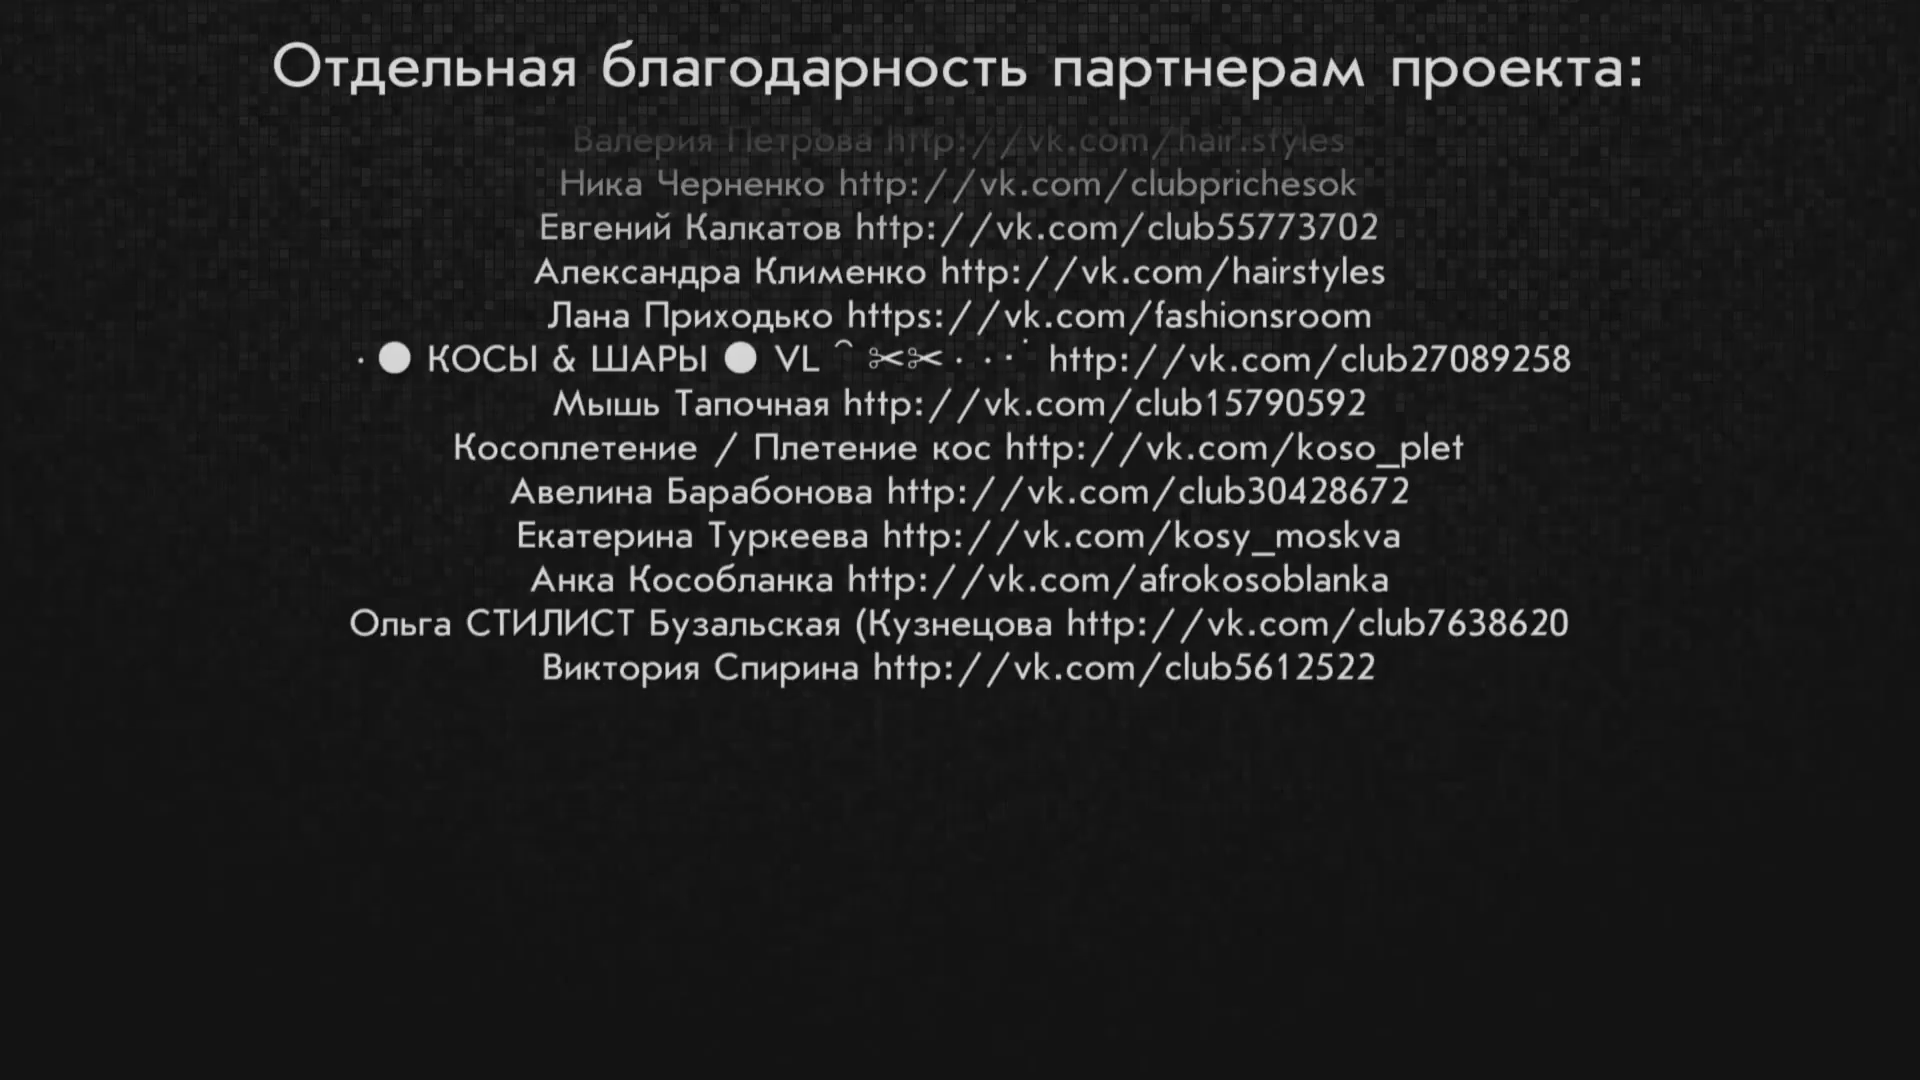 Отдельная благодарность партнерам проекта:
Валерия Петрова http://vk.com/hair.styles
Ника Черненко http://vk.com/clubprichesok
Евгений Калкатов http://vk.com/club55773702
Александра Клименко http://vk.com/hairstyles
Лана Приходько https://vk.com/fashionsroom
· ● КОСЫ & ШАРЫ ● VL ⌒ ✂✂ · · ·˙ http://vk.com/club27089258
Мышь Тапочная http://vk.com/club15790592
Косоплетение / Плетение кос http://vk.com/koso_plet
Авелина Барабонова http://vk.com/club30428672
Екатерина Туркеева http://vk.com/kosy_moskva
Анка Кособланка http://vk.com/afrokosoblanka
Ольга СТИЛИСТ Бузальская (Кузнецова http://vk.com/club7638620
Виктория Спирина http://vk.com/club5612522